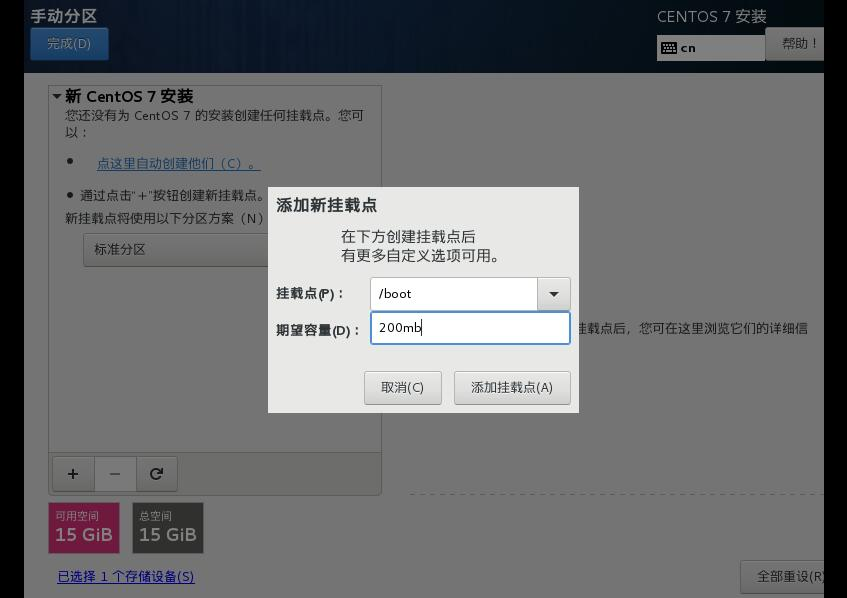 手动分区
CENTOS 7 安装
完成(D)
cn
帮助！
新 CentOS 7 安装
您还没有为 CentOS 7 的安装创建任何挂载点。您可
以：
点这里自动创建他们（C）。
通过点击“+”按钮创建新挂载点。
新挂载点将使用以下分区方案（N）
标准分区
添加新挂载点
在下方创建挂载点后
有更多自定义选项可用。
挂载点(P)：
/boot
期望容量(D)：
200mb
挂载点后，您可在这里浏览它们的详细信
取消(C)
添加挂载点(A)
+
−
可用空间
15 GiB
总空间
15 GiB
已选择 1 个存储设备(S)
全部重设(R)